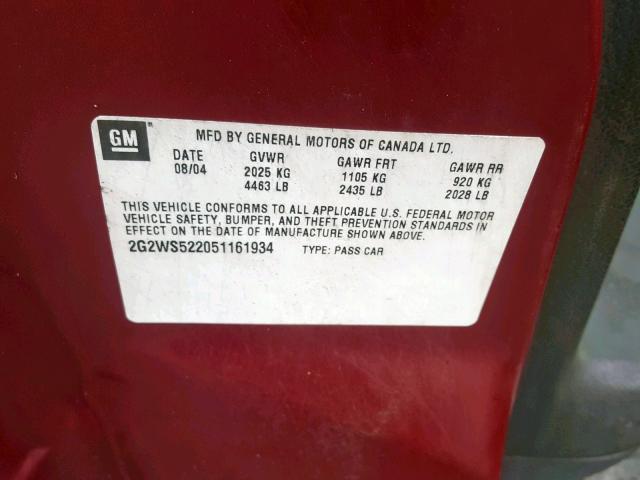 GM MFD BY GENERAL MOTORS OF CANADA LTD.
DATE GVWR GAWR FRT GAWR RR
08/04 2025 KG 1105 KG 920 KG
4463 LB 2435 LB 2028 LB
THIS VEHICLE CONFORMS TO ALL APPLICABLE U.S. FEDERAL MOTOR
VEHICLE SAFETY, BUMPER, AND THEFT PREVENTION STANDARDS IN
EFFECT ON THE DATE OF MANUFACTURE SHOWN ABOVE.
2G2WS522051161934 TYPE: PASS CAR